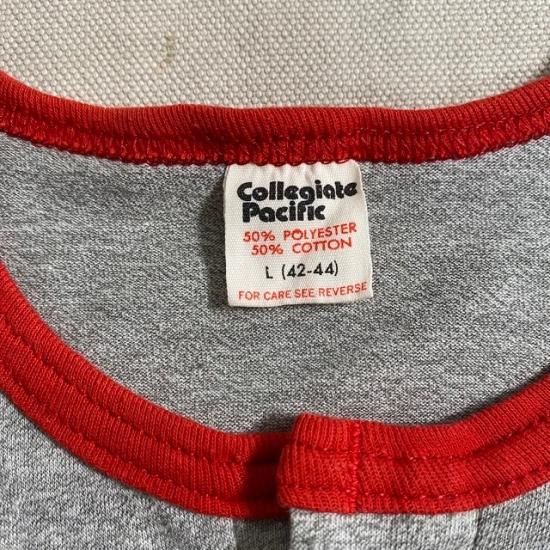 Collegiate
Pacific
50% POLYESTER
50% COTTON
L (42-44)
FOR CARE SEE REVERSE